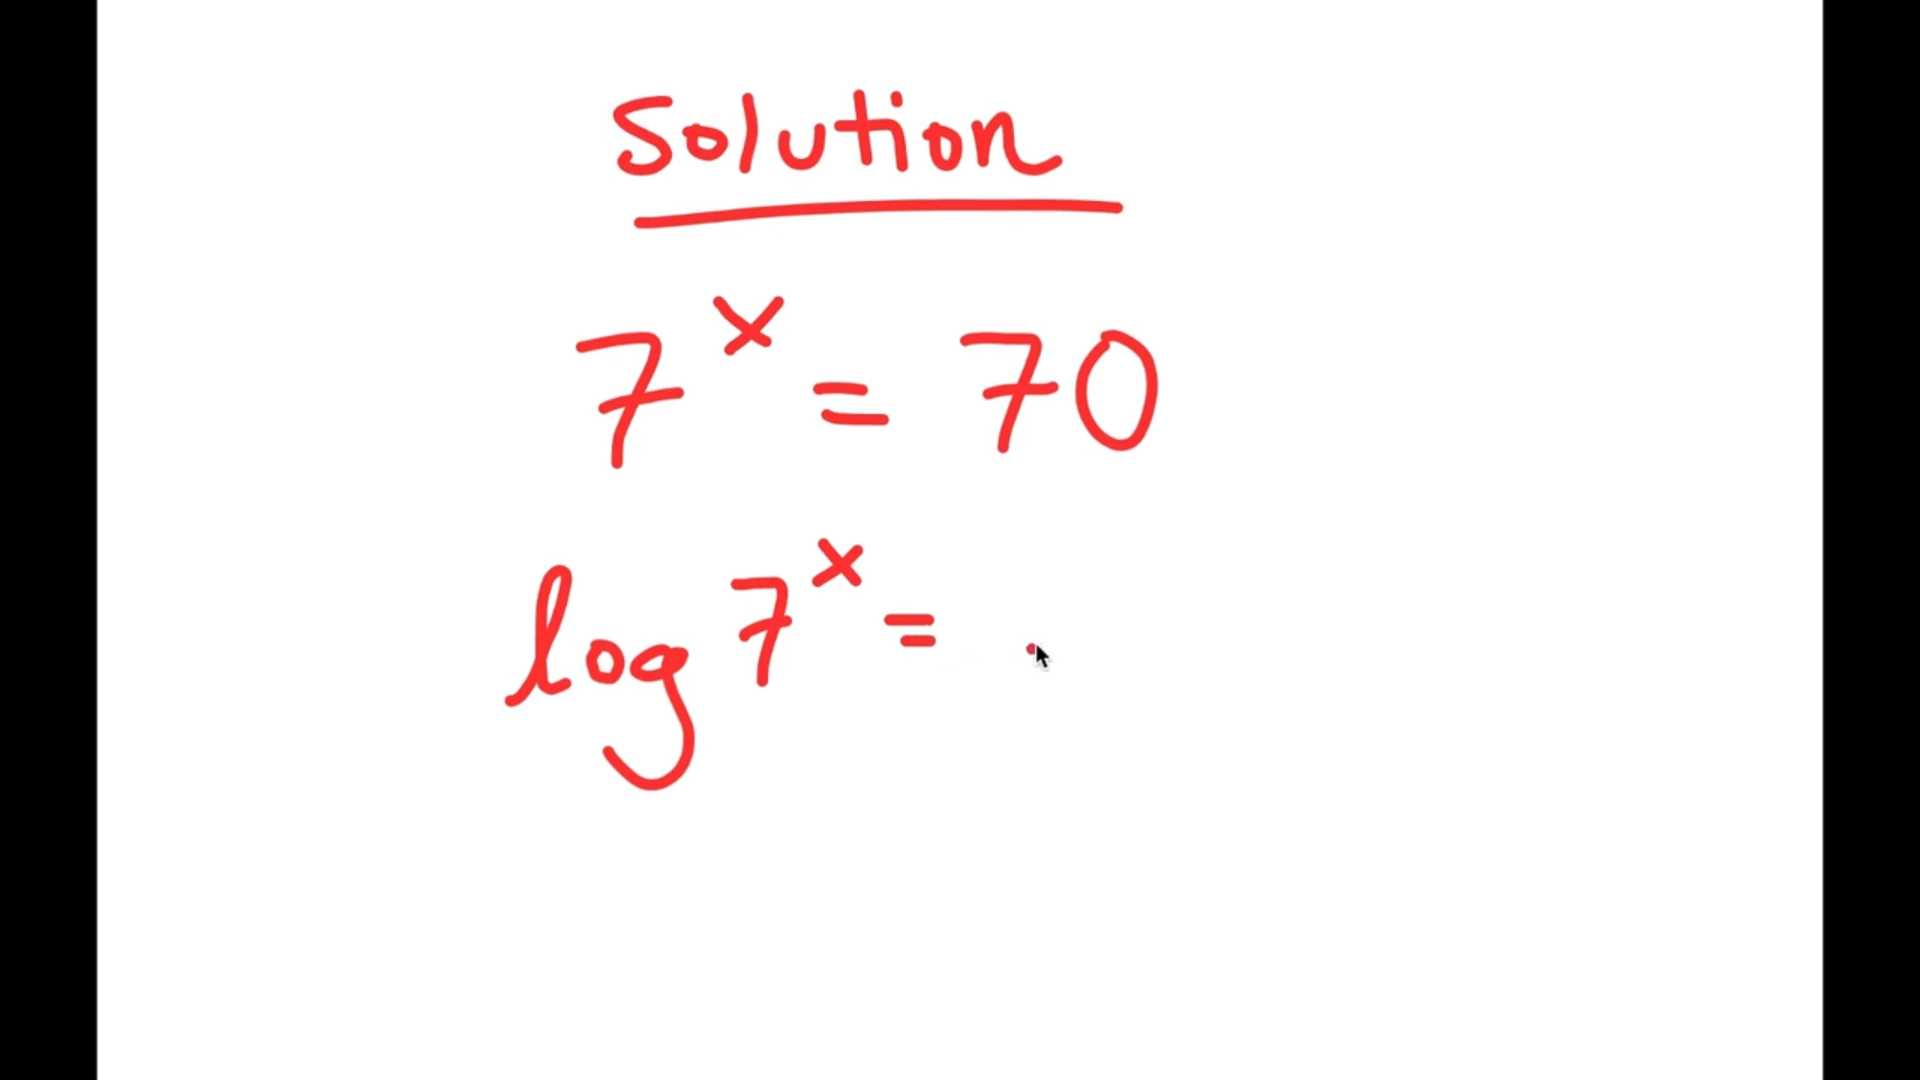 Solution
7^x = 70
log 7^x =